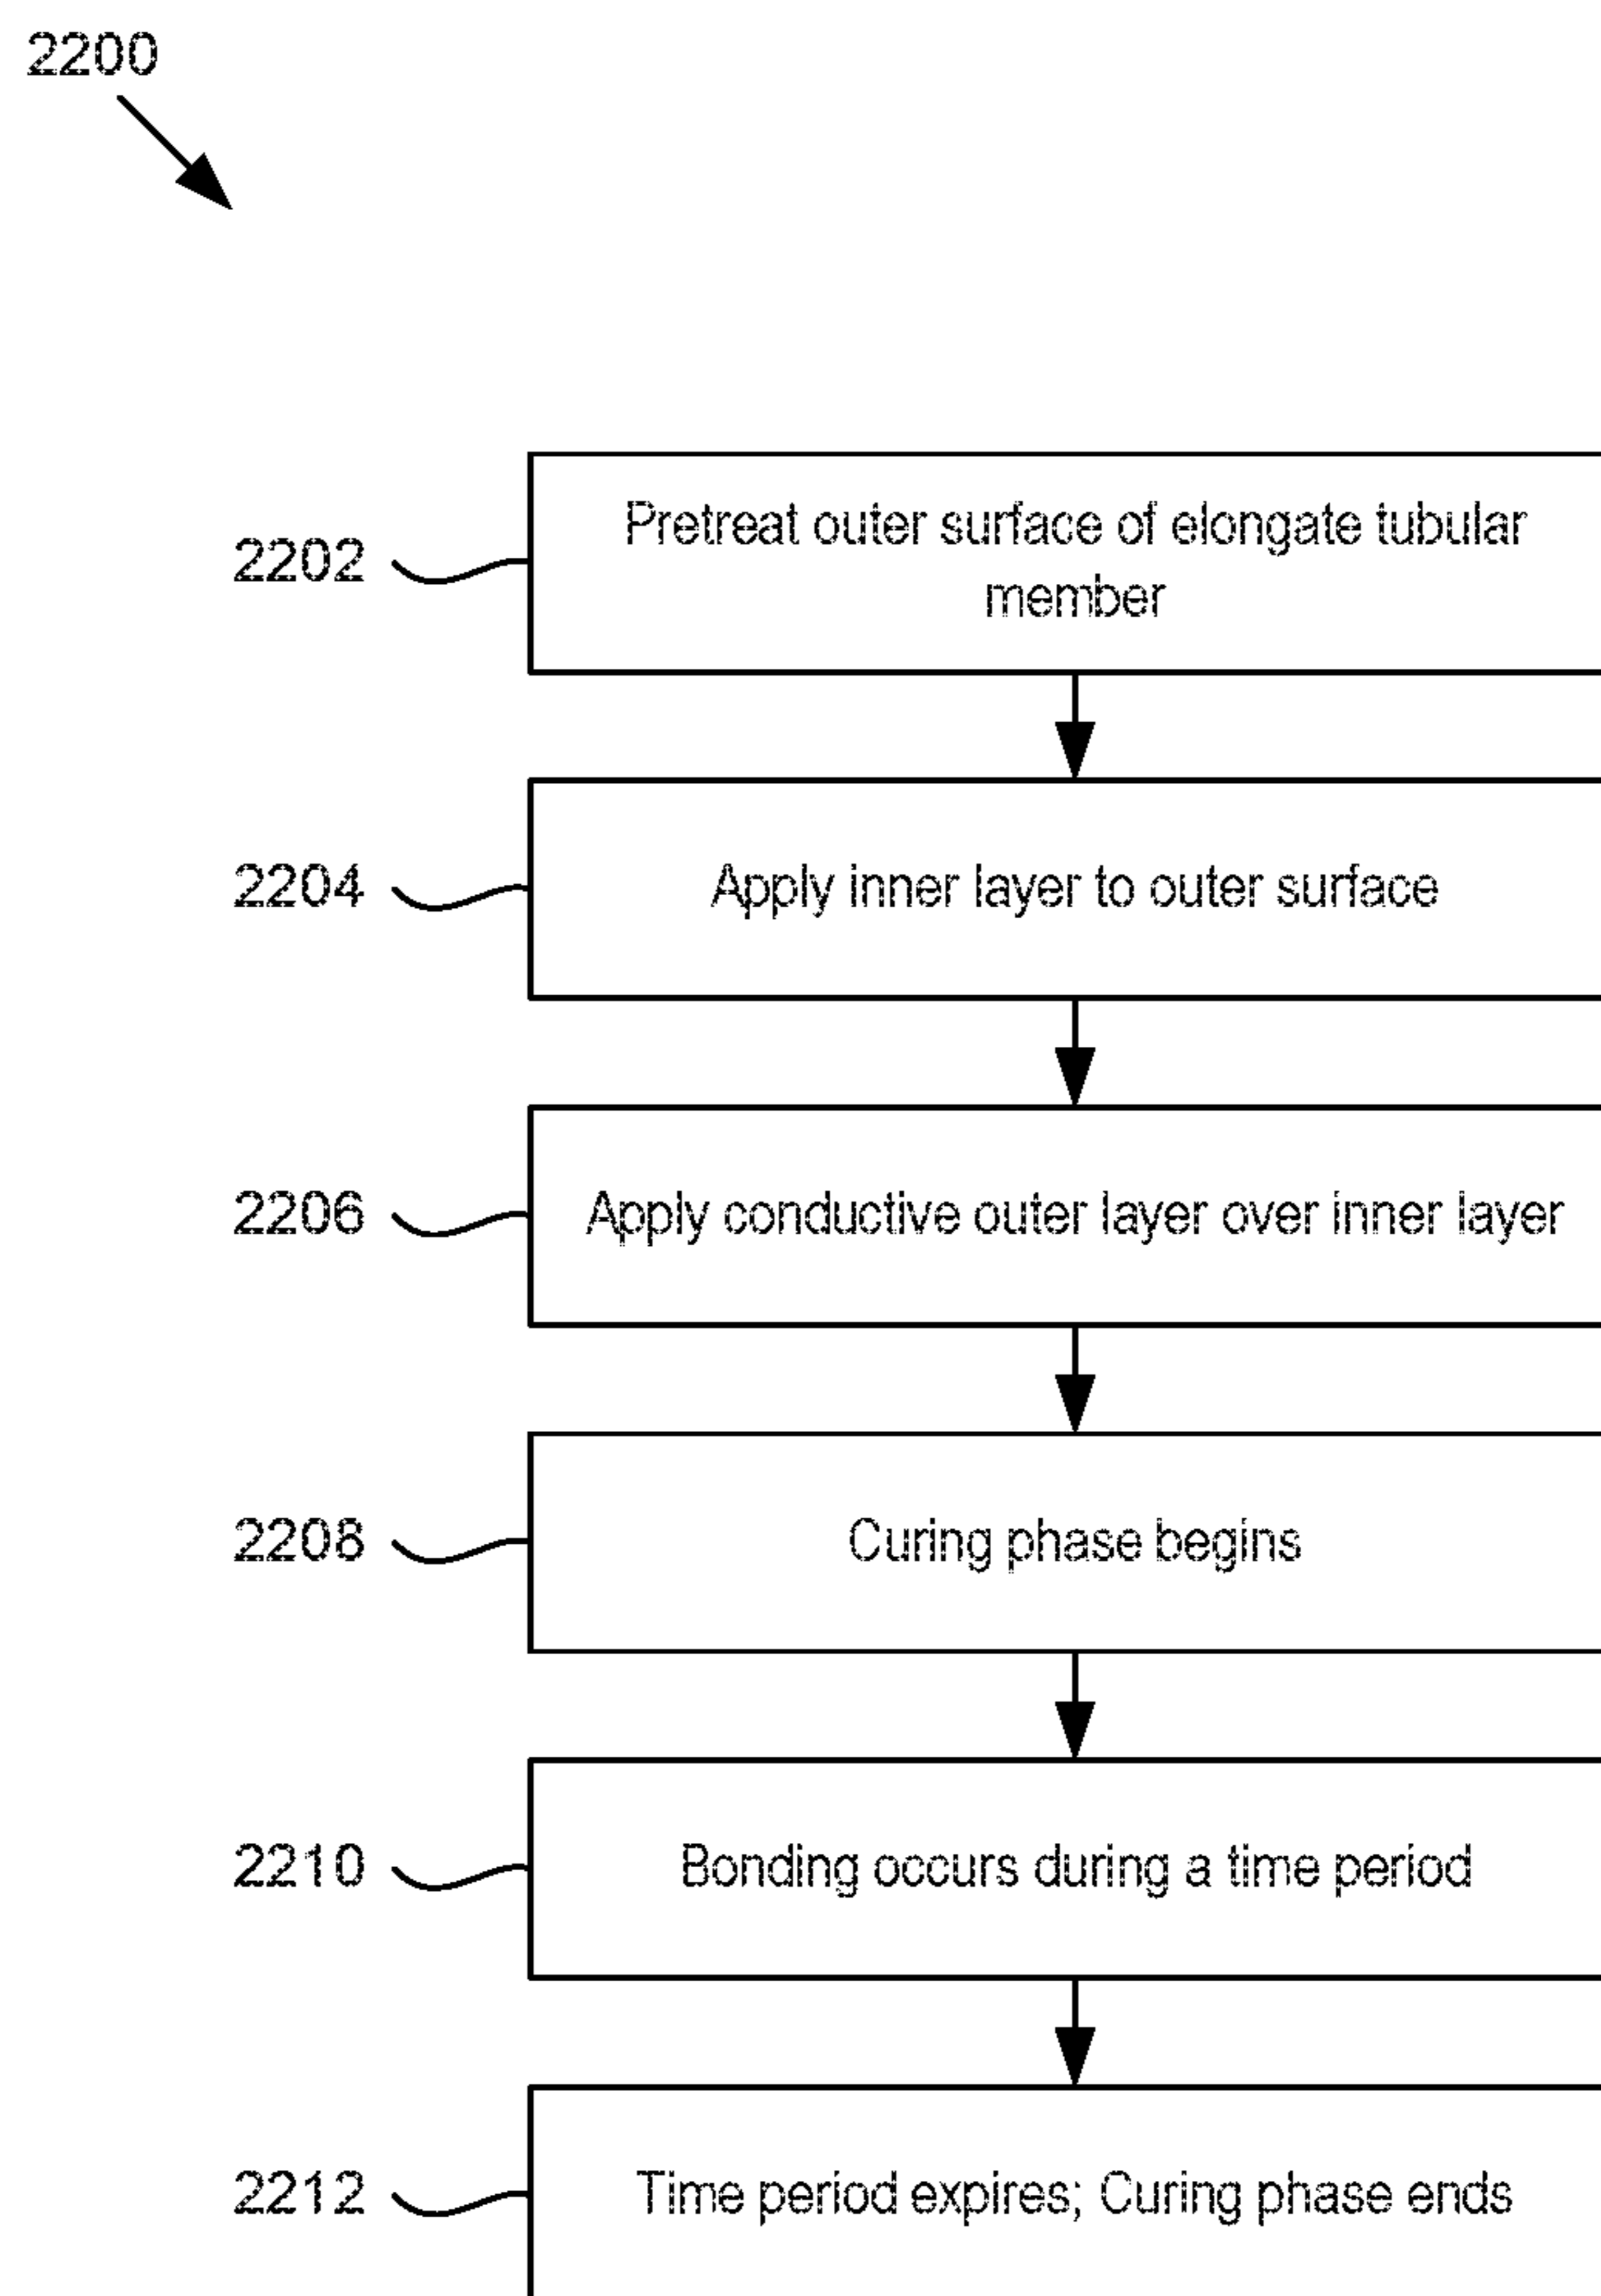 2200
2202
Pretreat outer surface of elongate tubular
member
2204
Apply inner layer to outer surface
2206
Apply conductive outer layer over inner layer
2208
Curing phase begins
2210
Bonding occurs during a time period
2212
Time period expires; Curing phase ends